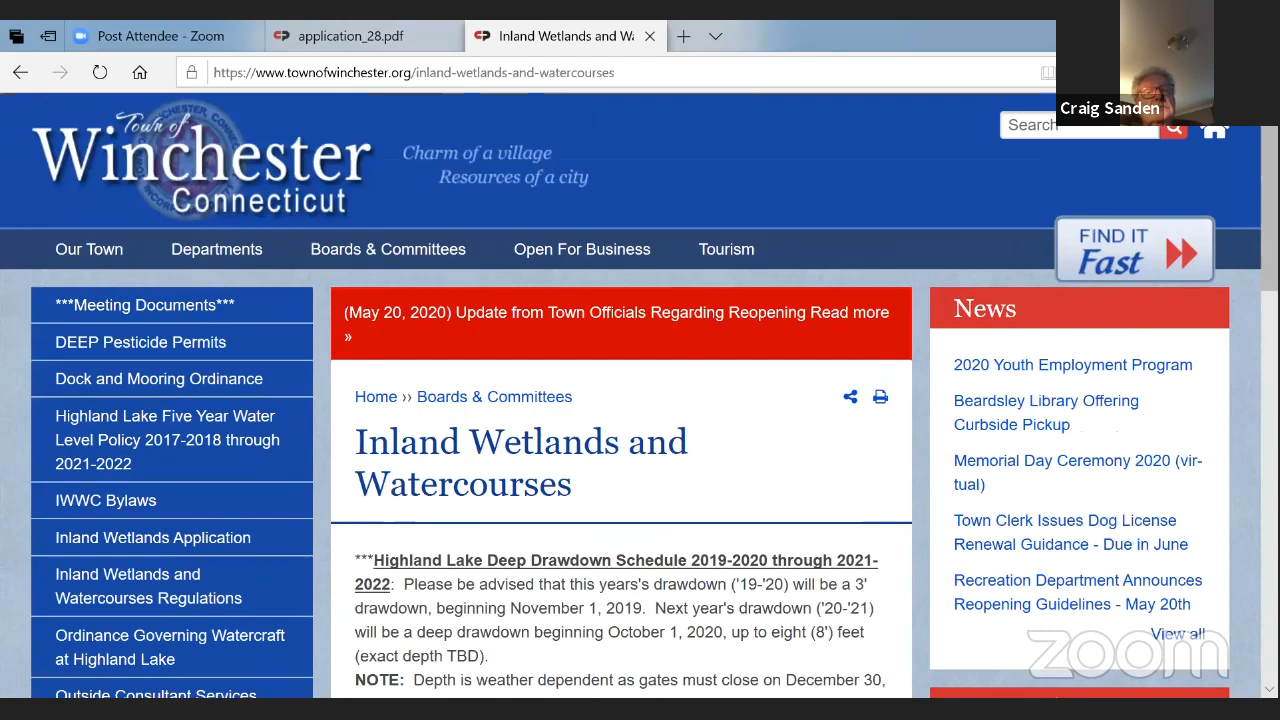 Post Attendee - Zoom
application_28.pdf
Inland Wetlands and Wa
https://www.townofwinchester.org/inland-wetlands-and-watercourses
Craig Sanden
Town of
Winchester
Connecticut
Charm of a village
Resources of a city
Search
Our Town
Departments
Boards & Committees
Open For Business
Tourism
FIND IT
Fast
***Meeting Documents***
DEEP Pesticide Permits
Dock and Mooring Ordinance
Highland Lake Five Year Water
Level Policy 2017-2018 through
2021-2022
IWWC Bylaws
Inland Wetlands Application
Inland Wetlands and
Watercourses Regulations
Ordinance Governing Watercraft
at Highland Lake
Outside Consultant Services
(May 20, 2020) Update from Town Officials Regarding Reopening Read more
»
Home ›› Boards & Committees
Inland Wetlands and
Watercourses
***Highland Lake Deep Drawdown Schedule 2019-2020 through 2021-
2022:  Please be advised that this years's drawdown ('19-'20) will be a 3'
drawdown, beginning November 1, 2019.  Next year's drawdown ('20-'21)
will be a deep drawdown beginning October 1, 2020, up to eight (8') feet
(exact depth TBD).
NOTE:  Depth is weather dependent as gates must close on December 30,
News
2020 Youth Employment Program
Beardsley Library Offering
Curbside Pickup
Memorial Day Ceremony 2020 (vir-
tual)
Town Clerk Issues Dog License
Renewal Guidance - Due in June
Recreation Department Announces
Reopening Guidelines - May 20th
View all
zoom